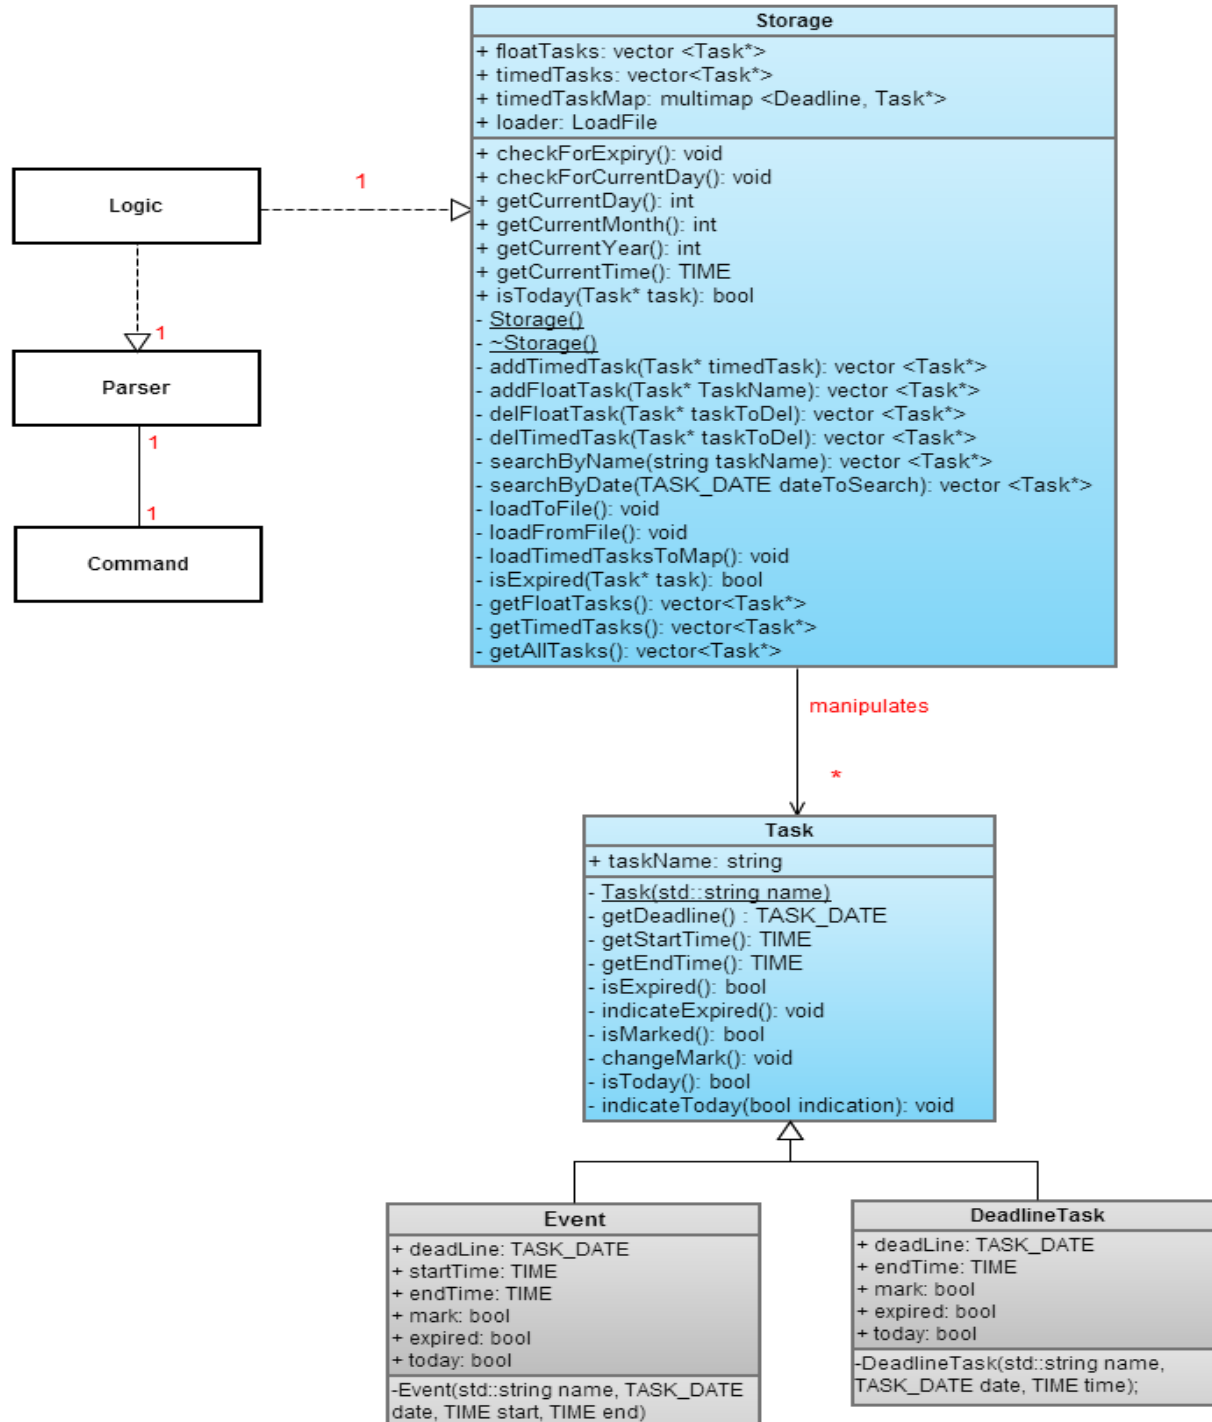 Storage
+ floatTasks: vector <Task*>
+ timedTasks: vector<Task*>
+ timedTaskMap: multimap <Deadline, Task*>
+ loader: LoadFile
+ checkForExpiry(): void
+ checkForCurrentDay(): void
+ getCurrentDay(): int
+ getCurrentMonth(): int
+ getCurrentYear(): int
+ getCurrentTime(): TIME
+ isToday(Task* task): bool
- Storage()
- ~Storage()
- addTimedTask(Task* timedTask): vector <Task*>
- addFloatTask(Task* TaskName): vector <Task*>
- delFloatTask(Task* taskToDel): vector <Task*>
- delTimedTask(Task* taskToDel): vector <Task*>
- searchByName(string taskName): vector <Task*>
- searchByDate(TASK_DATE dateToSearch): vector <Task*>
- loadToFile(): void
- loadFromFile(): void
- loadTimedTasksToMap(): void
- isExpired(Task* task): bool
- getFloatTasks(): vector<Task*>
- getTimedTasks(): vector<Task*>
- getAllTasks(): vector<Task*>
Logic
1
1
Parser
1
1
Command
manipulates
*
Task
+ taskName: string
- Task(std::string name)
- getDeadline() : TASK_DATE
- getStartTime(): TIME
- getEndTime(): TIME
- isExpired(): bool
- indicateExpired(): void
- isMarked(): bool
- changeMark(): void
- isToday(): bool
- indicateToday(bool indication): void
Event
+ deadLine: TASK_DATE
+ startTime: TIME
+ endTime: TIME
+ mark: bool
+ expired: bool
+ today: bool
-Event(std::string name, TASK_DATE
date, TIME start, TIME end)
DeadlineTask
+ deadLine: TASK_DATE
+ endTime: TIME
+ mark: bool
+ expired: bool
+ today: bool
-DeadlineTask(std::string name,
TASK_DATE date, TIME time);